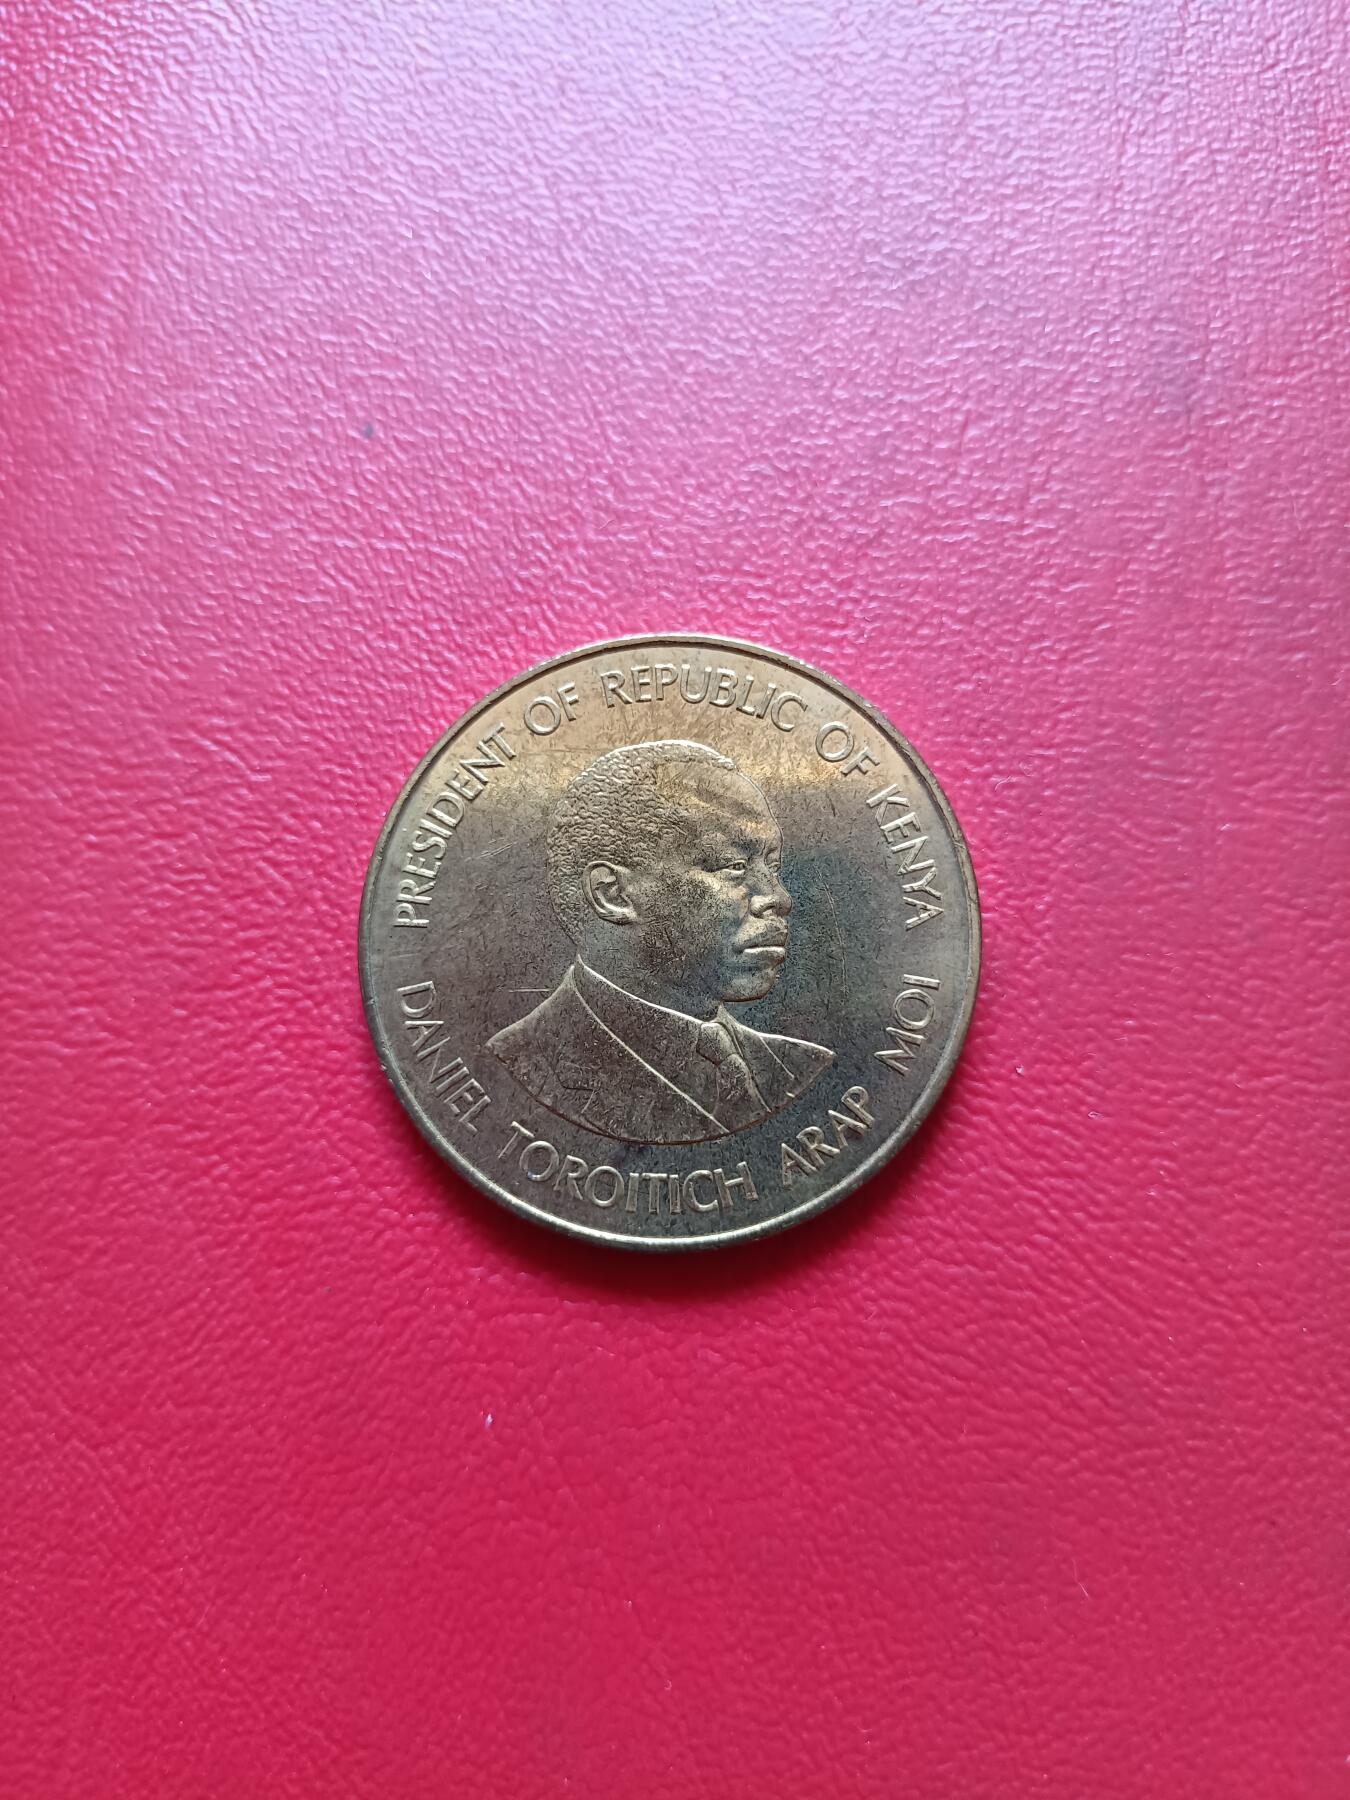 PRESIDENT OF REPUBLIC OF KENYA
DANIEL TOROITICH ARAP MOI